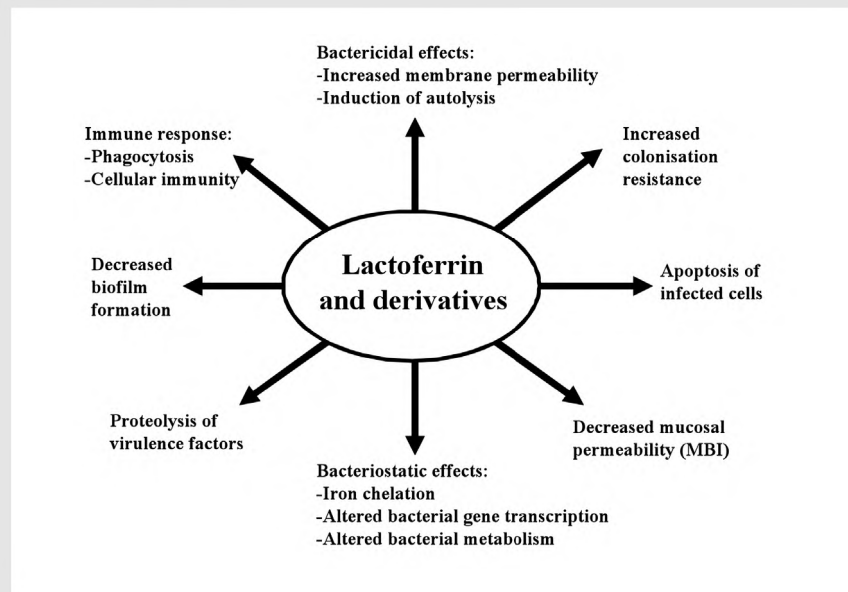 Bactericidal effects:
-Increased membrane permeability
-Induction of autolysis
Immune response:
-Phagocytosis
-Cellular immunity
Increased
colonisation
resistance
Lactoferrin
and derivatives
Decreased
biofilm
formation
Apoptosis of
infected cells
Proteolysis of
virulence factors
Decreased mucosal
permeability (MBI)
Bacteriostatic effects:
-Iron chelation
-Altered bacterial gene transcription
-Altered bacterial metabolism